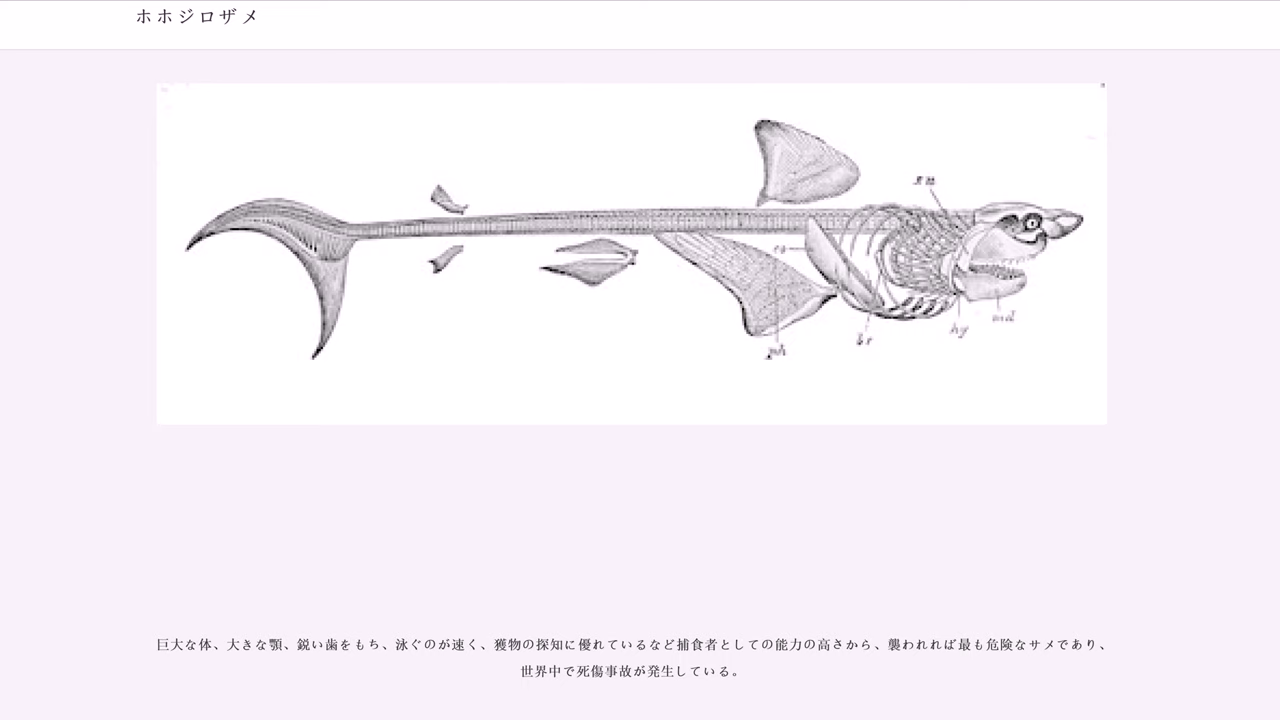 ホホジロザメ
br
hy
md
巨大な体、大きな顎、鋭い歯をもち、泳ぐのが速く、獲物の探知に優れているなど捕食者としての能力の高さから、襲われれば最も危険なサメであり、
世界中で死傷事故が発生している。